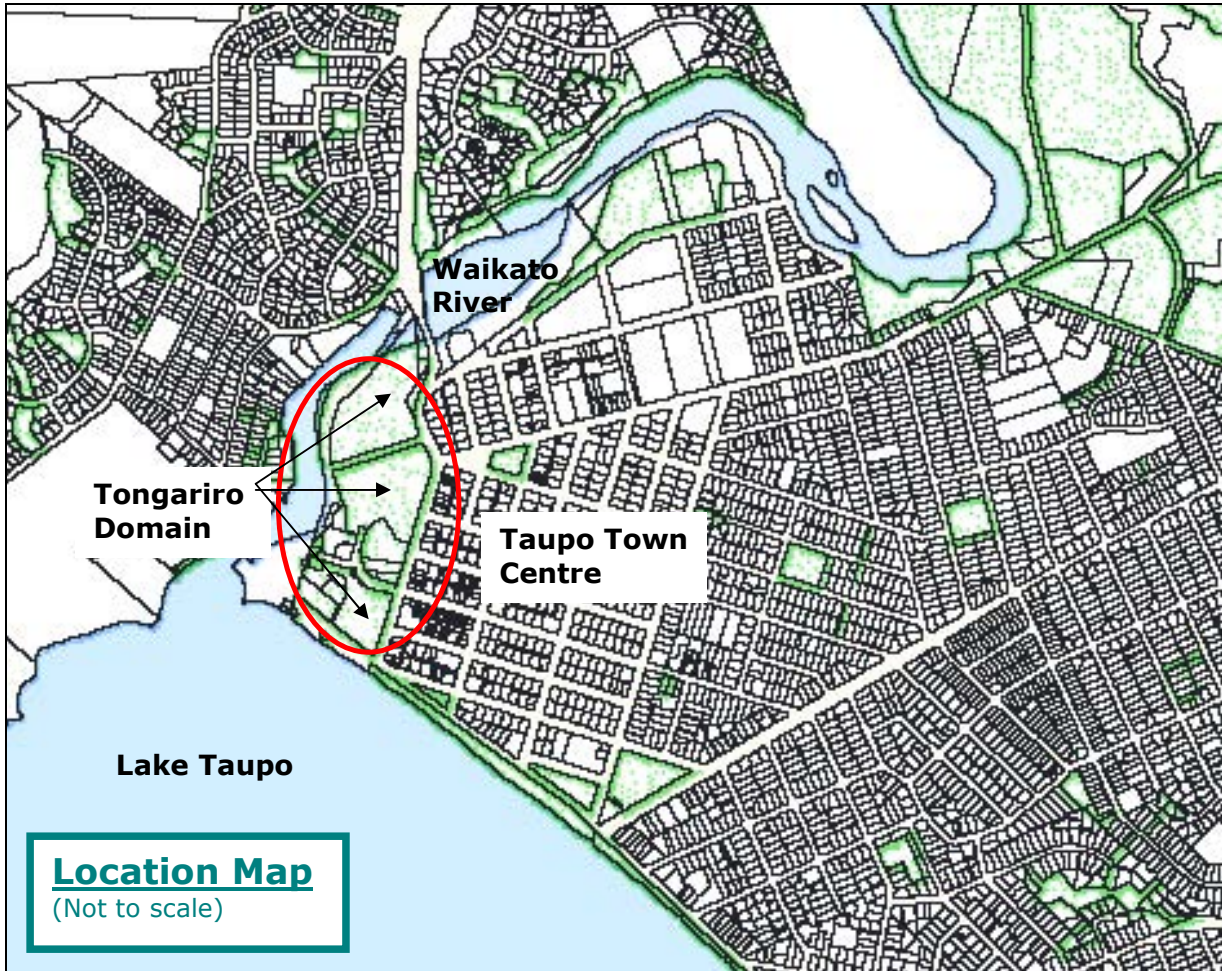 Waikato
River
Tongariro
Domain
Taupo Town
Centre
Lake Taupo
Location Map
(Not to scale)